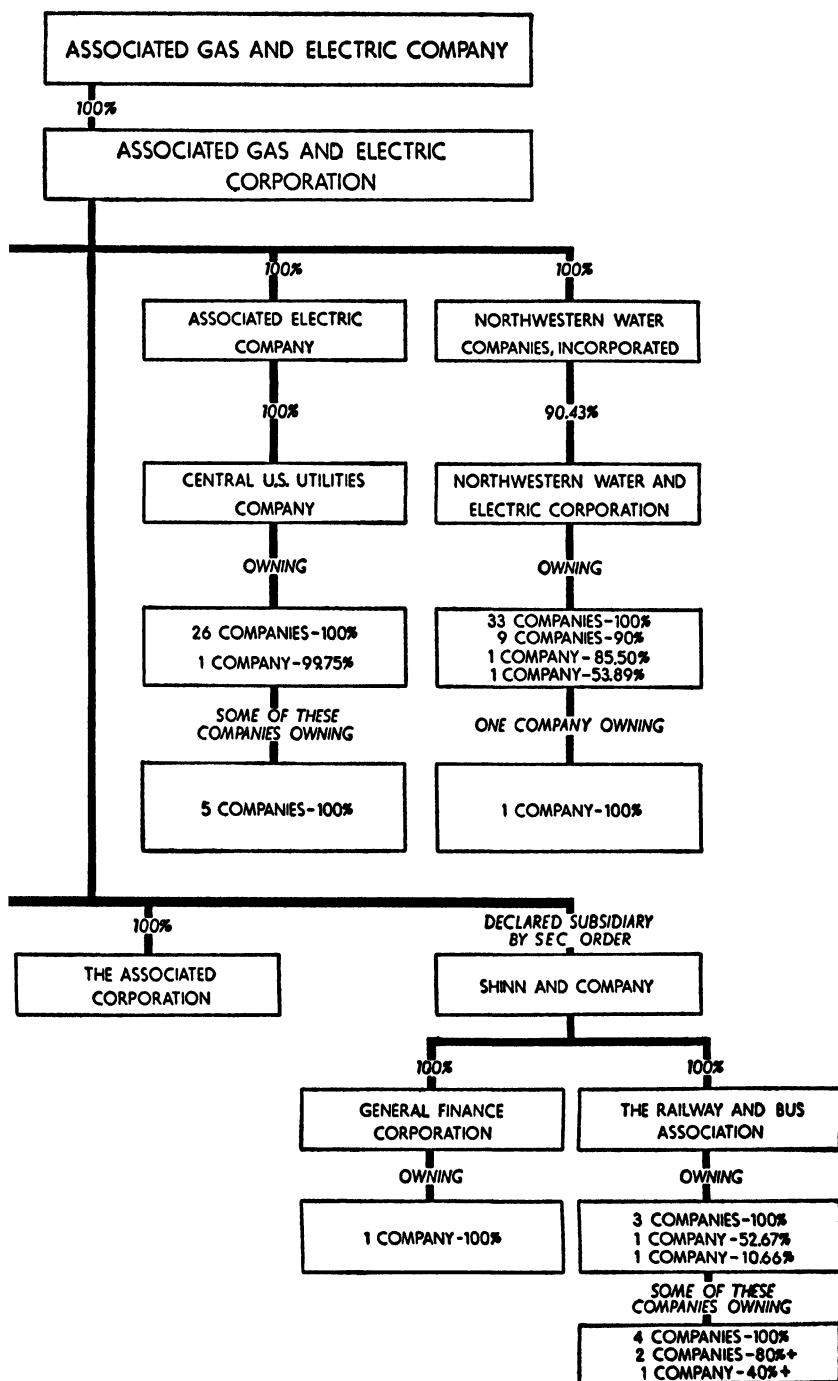 ASSOCIATED GAS AND ELECTRIC COMPANY
100%
ASSOCIATED GAS AND ELECTRIC
CORPORATION
100%
100%
ASSOCIATED ELECTRIC
COMPANY
NORTHWESTERN WATER
COMPANIES, INCORPORATED
100%
90.43%
CENTRAL U.S. UTILITIES
COMPANY
NORTHWESTERN WATER AND
ELECTRIC CORPORATION
OWNING
OWNING
26 COMPANIES-100%
1 COMPANY-99.75%
33 COMPANIES-100%
9 COMPANIES-90%
1 COMPANY-85.50%
1 COMPANY-53.89%
SOME OF THESE
COMPANIES OWNING
ONE COMPANY OWNING
5 COMPANIES-100%
1 COMPANY-100%
100%
DECLARED SUBSIDIARY
BY SEC ORDER
THE ASSOCIATED
CORPORATION
SHINN AND COMPANY
100%
100%
GENERAL FINANCE
CORPORATION
THE RAILWAY AND BUS
ASSOCIATION
OWNING
OWNING
1 COMPANY-100%
3 COMPANIES-100%
1 COMPANY-52.67%
1 COMPANY-10.66%
SOME OF THESE
COMPANIES OWNING
4 COMPANIES-100%
2 COMPANIES-80%+
1 COMPANY-40%+